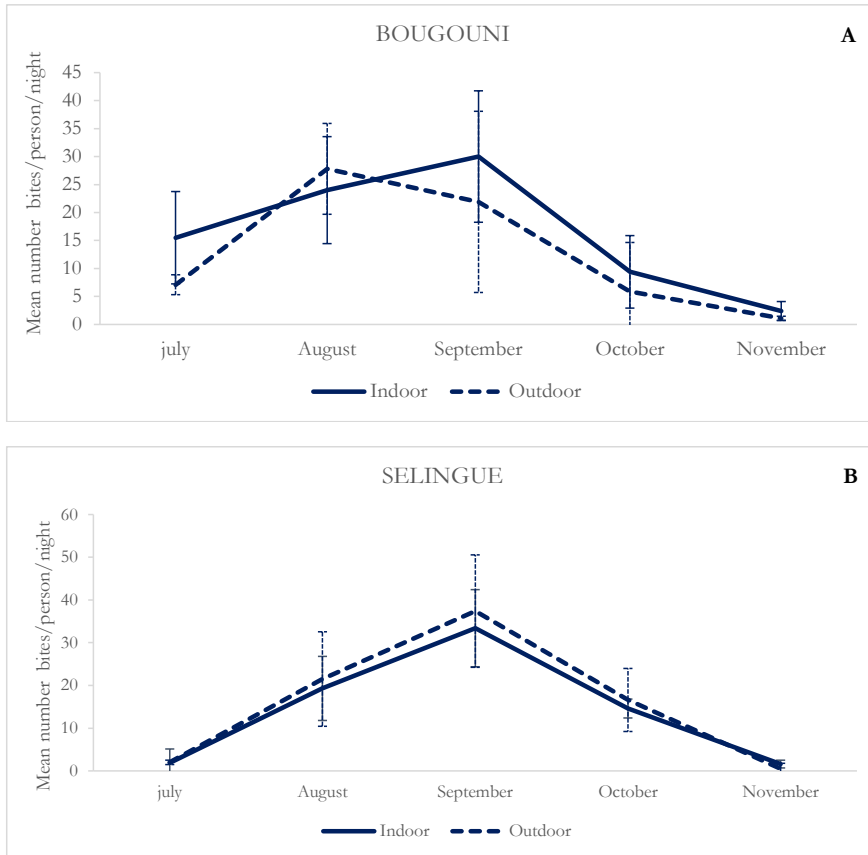 BOUGOUNI
A
Mean number bites/person/night
45
40
35
30
25
20
15
10
5
0
july August September October November
Indoor Outdoor
SELINGUE
B
Mean number bites/person/night
60
50
40
30
20
10
0
july August September October November
Indoor Outdoor